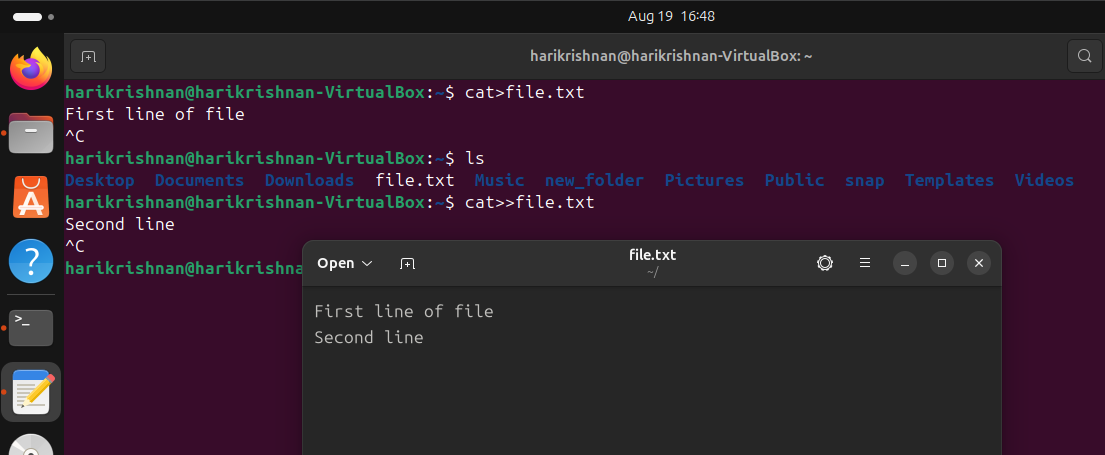 Aug 19 16:48
harikrishnan@harikrishnan-VirtualBox: ~
harikrishnan@harikrishnan-VirtualBox:~$ cat>file.txt
First line of file
^C
harikrishnan@harikrishnan-VirtualBox:~$ ls
Desktop Documents Downloads file.txt Music new_folder Pictures Public snap Templates Videos
harikrishnan@harikrishnan-VirtualBox:~$ cat>>file.txt
Second line
^C
harikrishnan@harikrishna
Open
file.txt
~/
First line of file
Second line